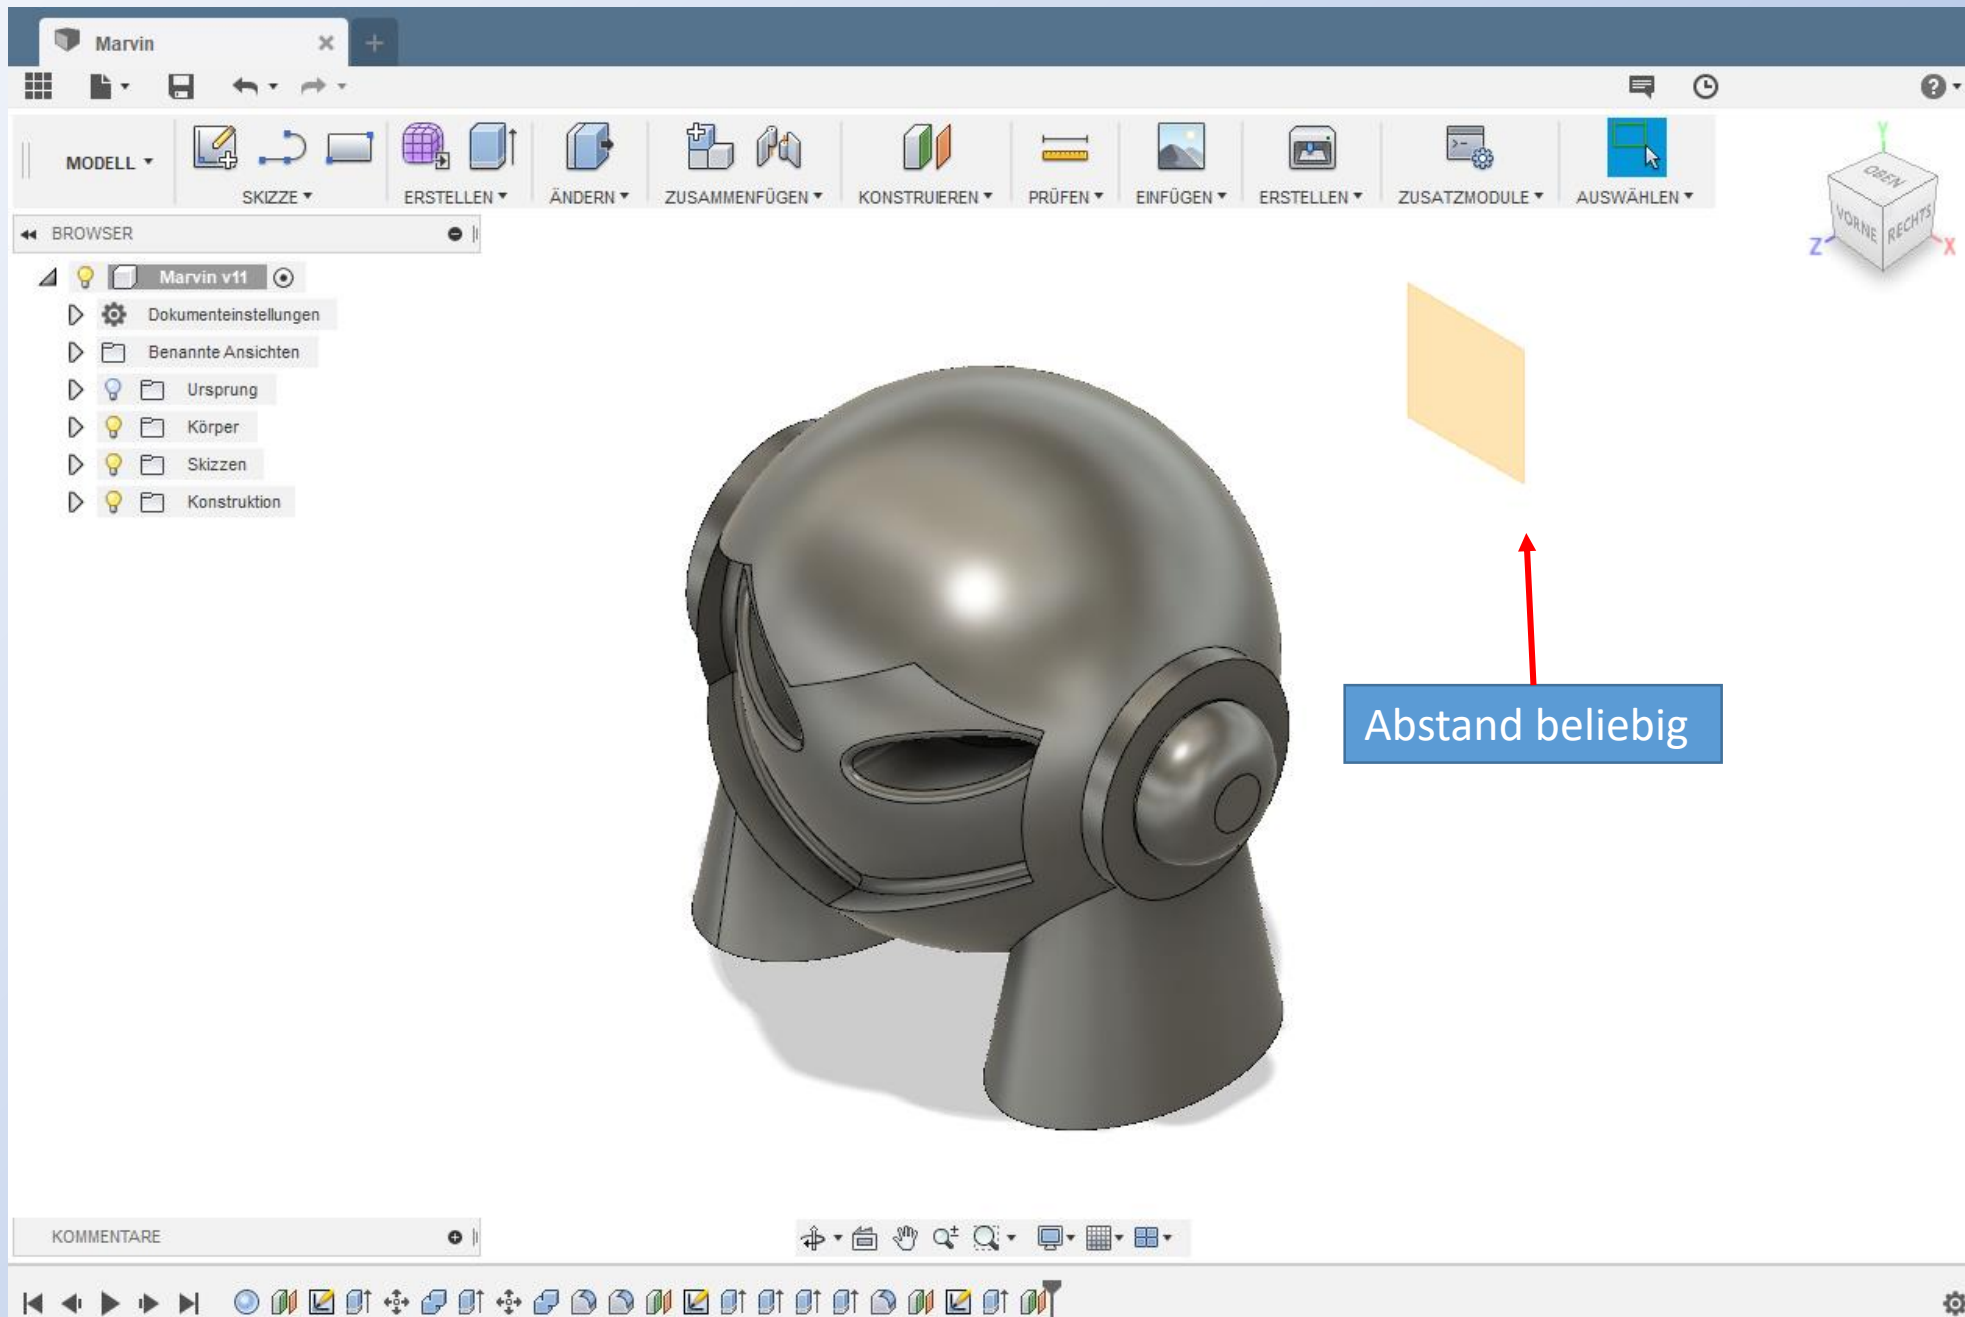 Marvin
MODELL
SKIZZE
ERSTELLEN
ÄNDERN
ZUSAMMENFÜGEN
KONSTRUIEREN
PRÜFEN
EINFÜGEN
ERSTELLEN
ZUSATZMODULE
AUSWÄHLEN
Y
OBEN
VORNE
RECHTS
Z
X
BROWSER
Marvin v11
Dokumenteinstellungen
Benannte Ansichten
Ursprung
Körper
Skizzen
Konstruktion
Abstand beliebig
KOMMENTARE